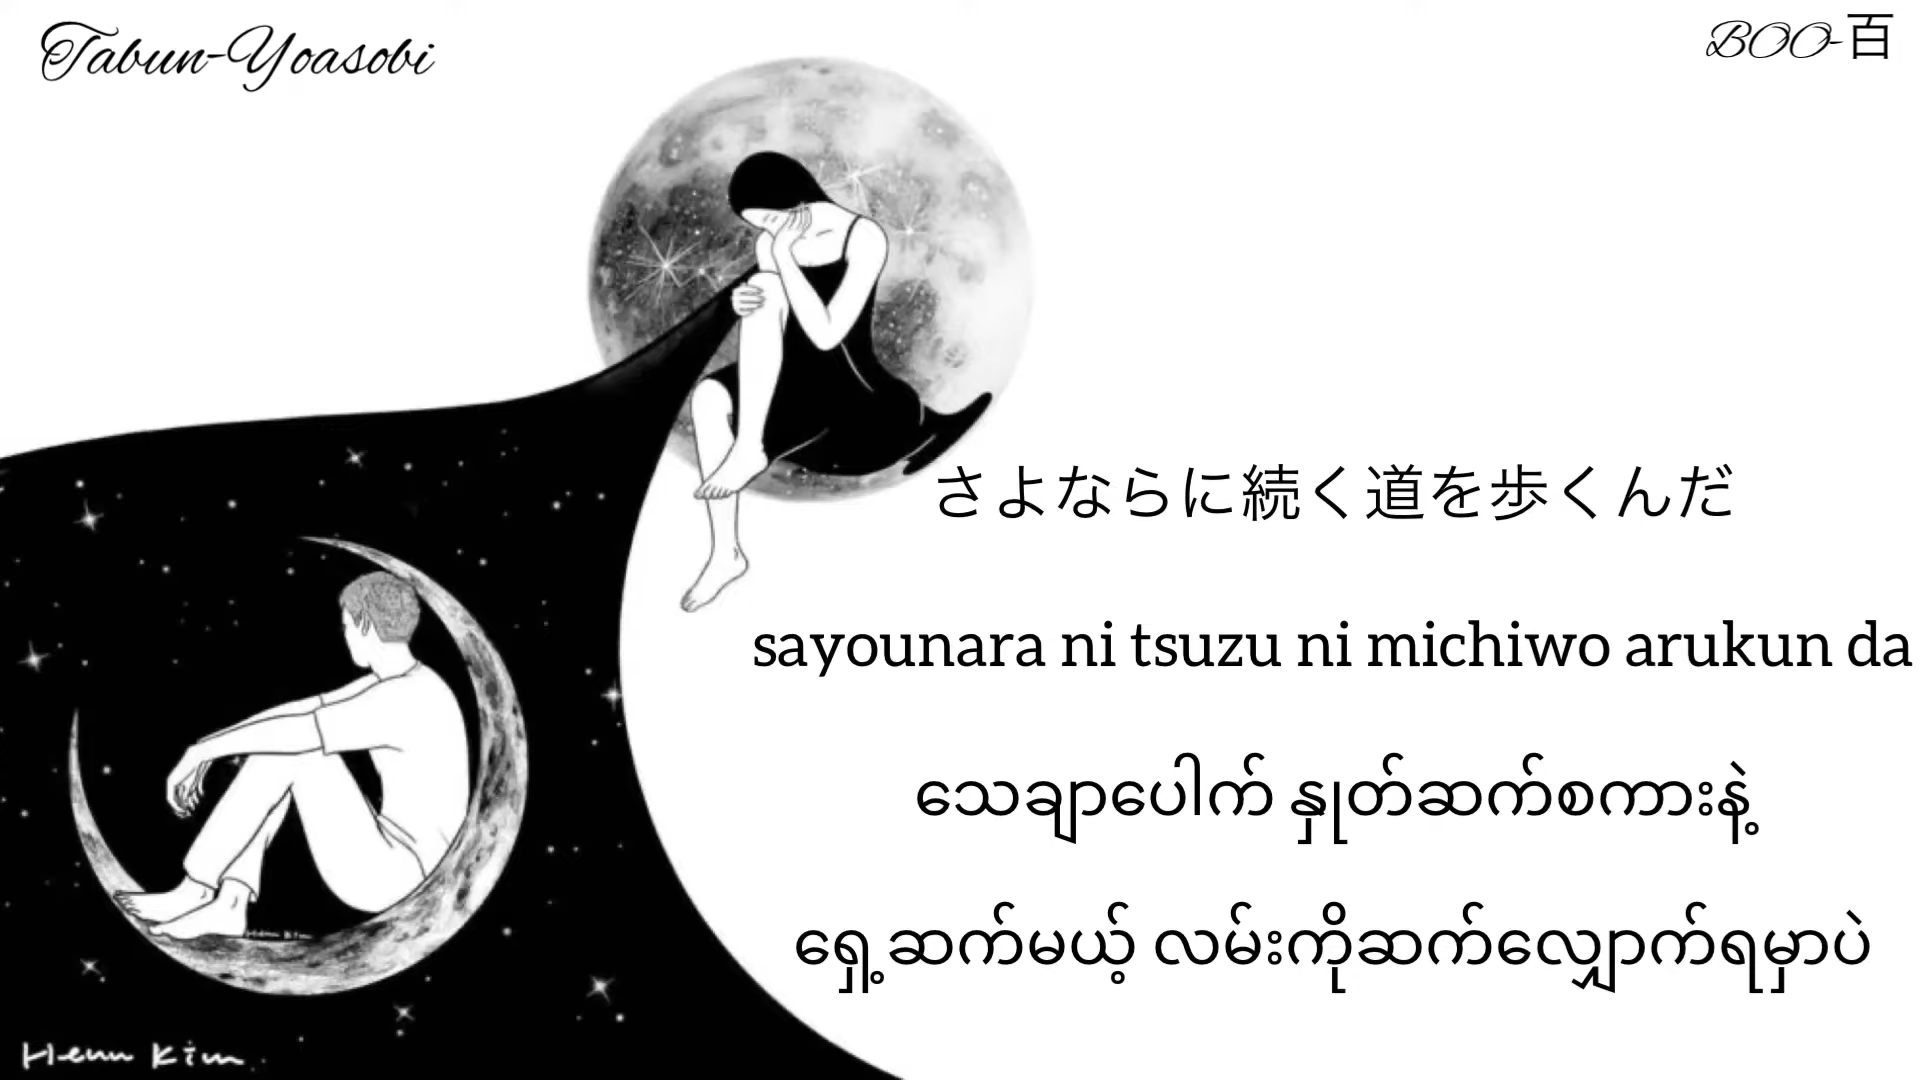 Tabun-Yoasobi
BOO-百
さよならに続く道を歩くんだ
sayounara ni tsuzu ni michiwo arukun da
သေချာပေါက် နှုတ်ဆက်စကားနဲ့
ရှေ့ဆက်မယ့် လမ်းကိုဆက်လျှောက်ရမှာပဲ
Henn Kim